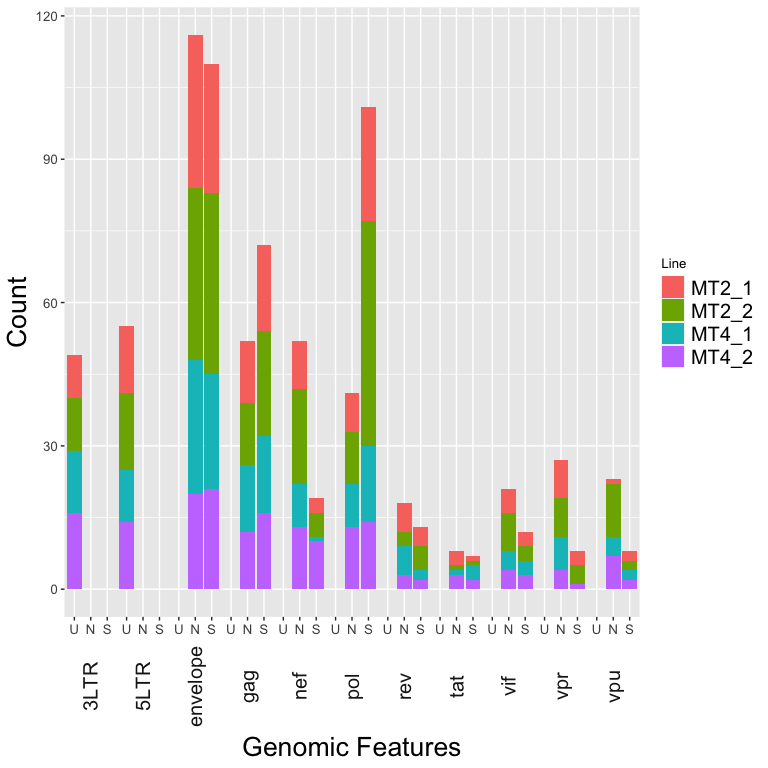 120
90
60
30
0
Count
U N S U N S U N S U N S U N S U N S U N S U N S U N S U N S U N S
3LTR 5LTR envelope gag nef pol rev tat vif vpr vpu
Genomic Features
Line
MT2_1
MT2_2
MT4_1
MT4_2